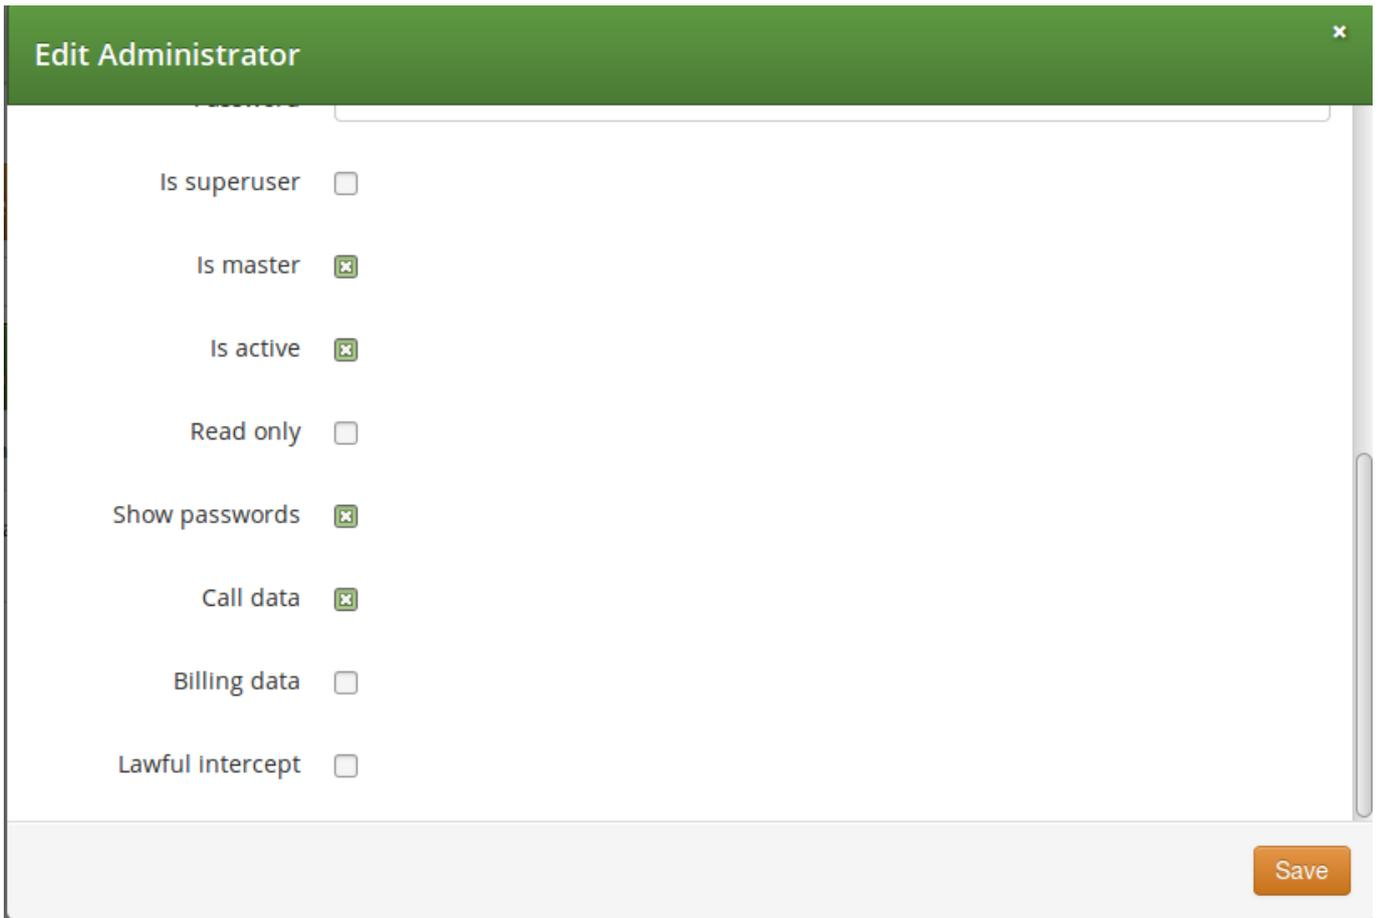 Edit Administrator
Password
Is superuser
Is master
Is active
Read only
Show passwords
Call data
Billing data
Lawful intercept
Save